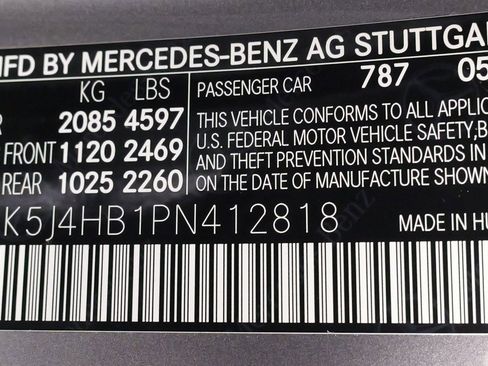 MFD BY MERCEDES-BENZ AG STUTTGA
KG LBS
2085 4597
FRONT 1120 2469
REAR 1025 2260
PASSENGER CAR 787 05
THIS VEHICLE CONFORMS TO ALL APPLIC
U.S. FEDERAL MOTOR VEHICLE SAFETY, B
AND THEFT PREVENTION STANDARDS IN
THE DATE OF MANUFACTURE SHOWN
K5J4HB1PN412818
MADE IN HU